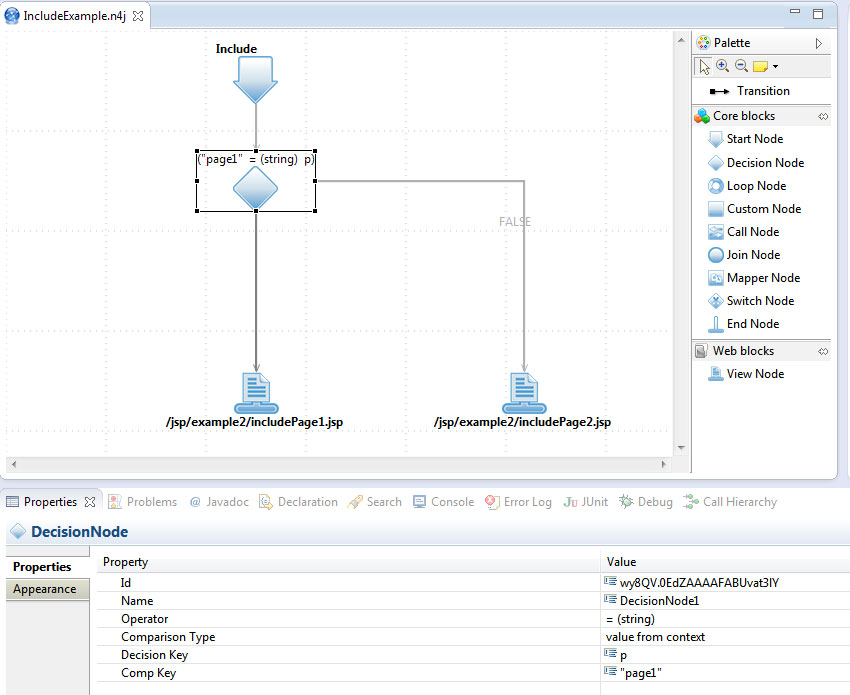 IncludeExample.n4j
Include
("page1" = (string) p)
FALSE
/jsp/example2/includePage1.jsp
/jsp/example2/includePage2.jsp
Palette
Transition
Core blocks
Start Node
Decision Node
Loop Node
Custom Node
Call Node
Join Node
Mapper Node
Switch Node
End Node
Web blocks
View Node
Properties Problems @ Javadoc Declaration Search Console Error Log Ju JUnit Debug Call Hierarchy
DecisionNode
Properties
Appearance
Property Value
Id wy8QV.0EdZAAAAFABUvat3lY
Name DecisionNode1
Operator = (string)
Comparison Type value from context
Decision Key p
Comp Key "page1"